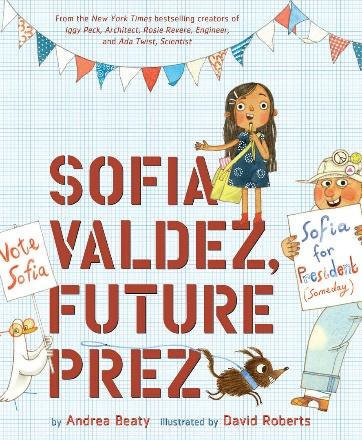 From the New York Times bestselling creators of
Iggy Peck, Architect, Rosie Revere, Engineer,
and Ada Twist, Scientist
SOFIA
VALDEZ,
FUTURE
PREZ
Vote
Sofia
Sofia
for
President
(Someday)
by Andrea Beaty illustrated by David Roberts